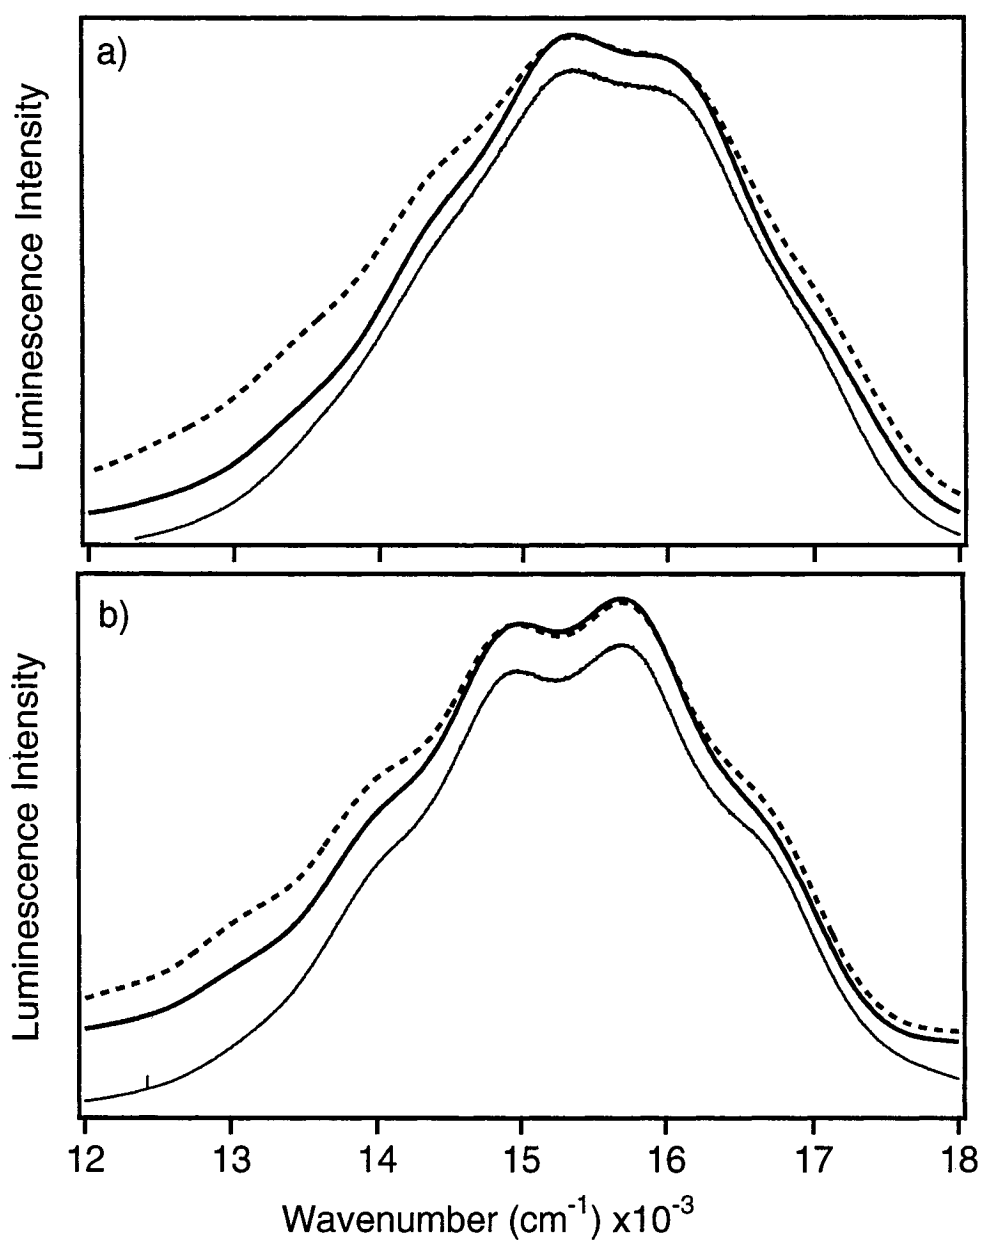 a)
Luminescence Intensity
b)
Luminescence Intensity
12 13 14 15 16 17 18
Wavenumber (cm⁻¹) x10⁻³